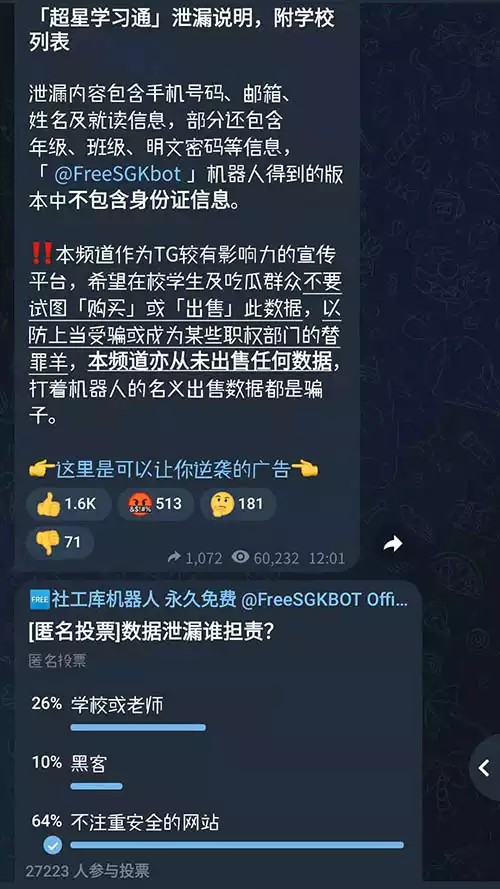 「超星学习通」泄漏说明，附学校
列表
泄漏内容包含手机号码、邮箱、
姓名及就读信息，部分还包含
年级、班级、明文密码等信息，
「 @FreeSGKbot 」机器人得到的版
本中不包含身份证信息。
‼️本频道作为TG较有影响力的宣传
平台，希望在校学生及吃瓜群众不要
试图「购买」或「出售」此数据，以
防上当受骗或成为某些职权部门的替
罪羊，本频道亦从未出售任何数据，
打着机器人的名义出售数据都是骗
子。
👉这里是可以让你逆袭的广告👈
👍 1.6K 🤬 513 🤔 181
👎 71
1,072 60,232 12:01
FREE 社工库机器人 永久免费 @FreeSGKBOT Offi...
[匿名投票]数据泄漏谁担责？
匿名投票
26% 学校或老师
10% 黑客
64% 不注重安全的网站
27223 人参与投票